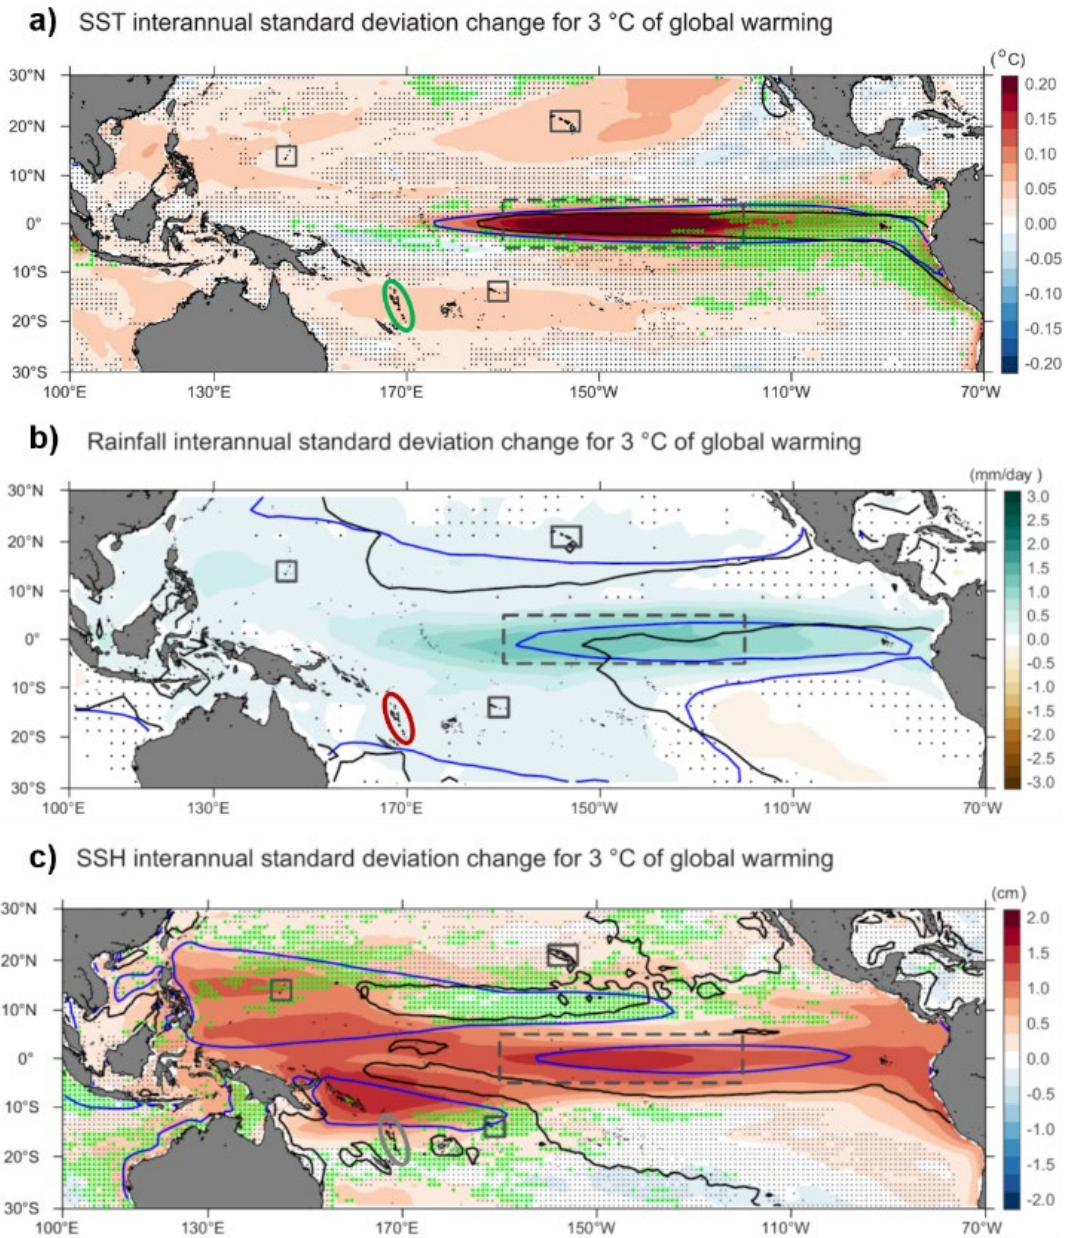 a) SST interannual standard deviation change for 3 °C of global warming
(°C)
30°N
20°N
10°N
0°
10°S
20°S
30°S
100°E 130°E 170°E 150°W 110°W 70°W
0.20
0.15
0.10
0.05
0.00
-0.05
-0.10
-0.15
-0.20
b) Rainfall interannual standard deviation change for 3 °C of global warming
(mm/day )
30°N
20°N
10°N
0°
10°S
20°S
30°S
100°E 130°E 170°E 150°W 110°W 70°W
3.0
2.5
2.0
1.5
1.0
0.5
0.0
-0.5
-1.0
-1.5
-2.0
-2.5
-3.0
c) SSH interannual standard deviation change for 3 °C of global warming
(cm)
30°N
20°N
10°N
0°
10°S
20°S
30°S
100°E 130°E 170°E 150°W 110°W 70°W
2.0
1.5
1.0
0.5
0.0
-0.5
-1.0
-1.5
-2.0